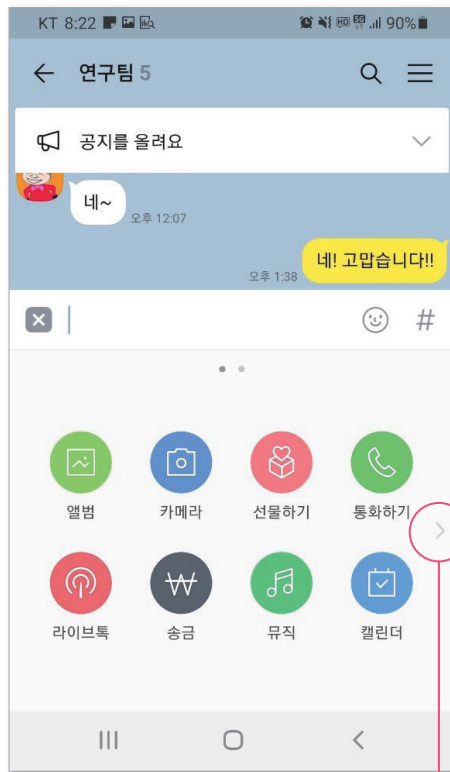 KT 8:22 90%
연구팀 5
공지를 올려요
네~
오후 12:07
네! 고맙습니다!!
오후 1:38
#
앨범 카메라 선물하기 통화하기
라이브톡 송금 뮤직 캘린더